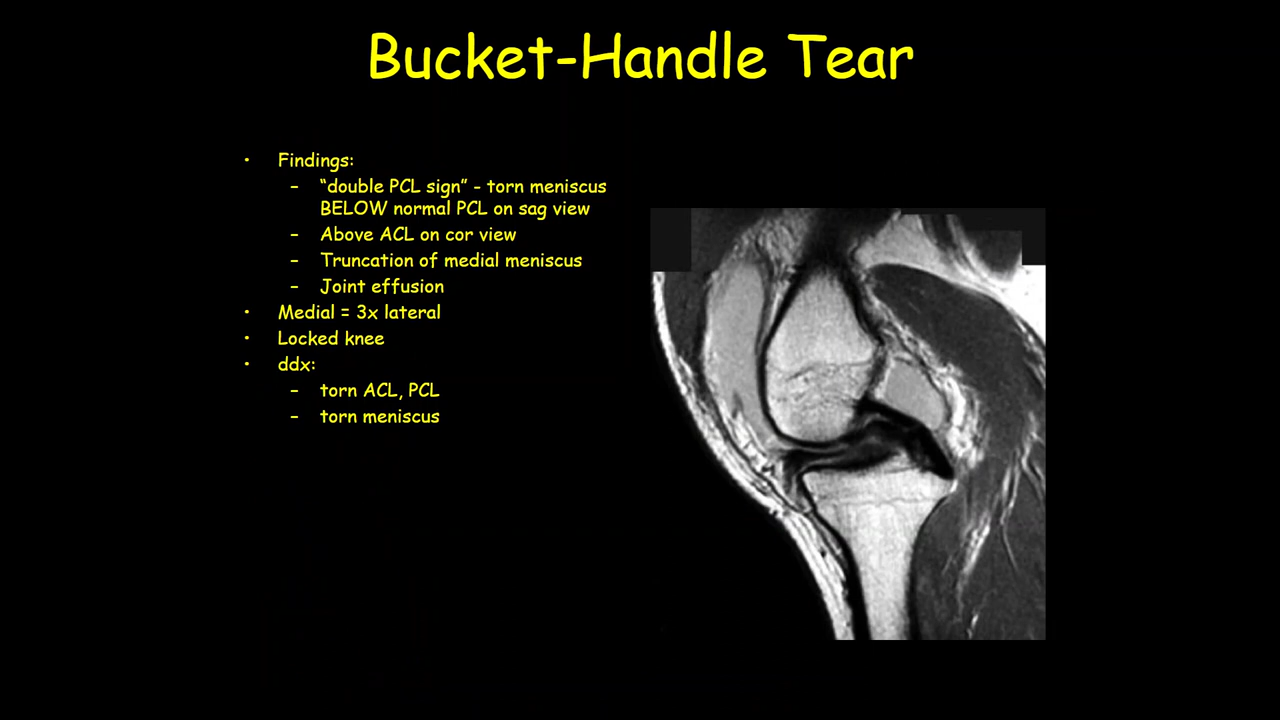 Bucket-Handle Tear
• Findings:
– “double PCL sign” - torn meniscus
BELOW normal PCL on sag view
– Above ACL on cor view
– Truncation of medial meniscus
– Joint effusion
• Medial = 3x lateral
• Locked knee
• ddx:
– torn ACL, PCL
– torn meniscus